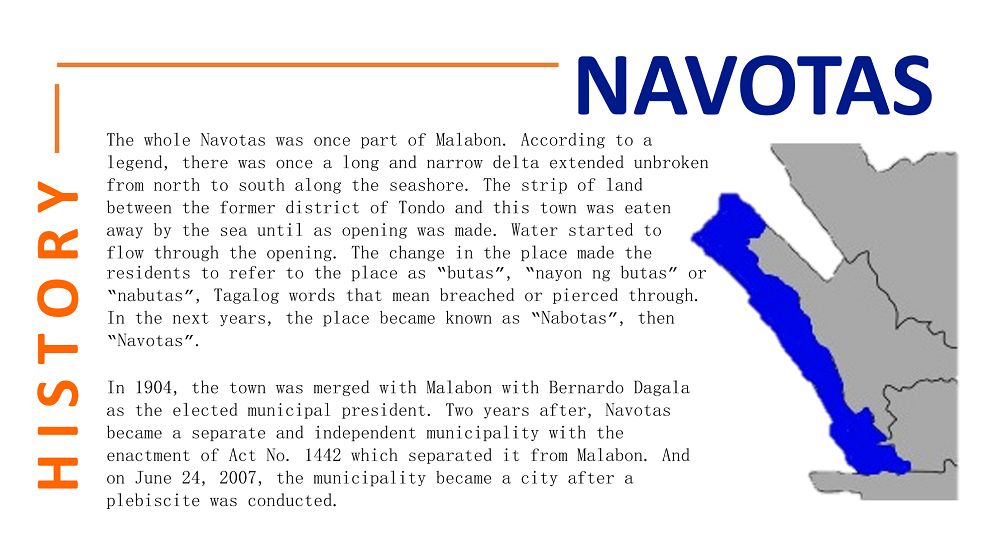 NAVOTAS
HISTORY
The whole Navotas was once part of Malabon. According to a
legend, there was once a long and narrow delta extended unbroken
from north to south along the seashore. The strip of land
between the former district of Tondo and this town was eaten
away by the sea until as opening was made. Water started to
flow through the opening. The change in the place made the
residents to refer to the place as “butas”, “nayon ng butas” or
“nabutas”, Tagalog words that mean breached or pierced through.
In the next years, the place became known as “Nabotas”, then
“Navotas”.
In 1904, the town was merged with Malabon with Bernardo Dagala
as the elected municipal president. Two years after, Navotas
became a separate and independent municipality with the
enactment of Act No. 1442 which separated it from Malabon. And
on June 24, 2007, the municipality became a city after a
plebiscite was conducted.